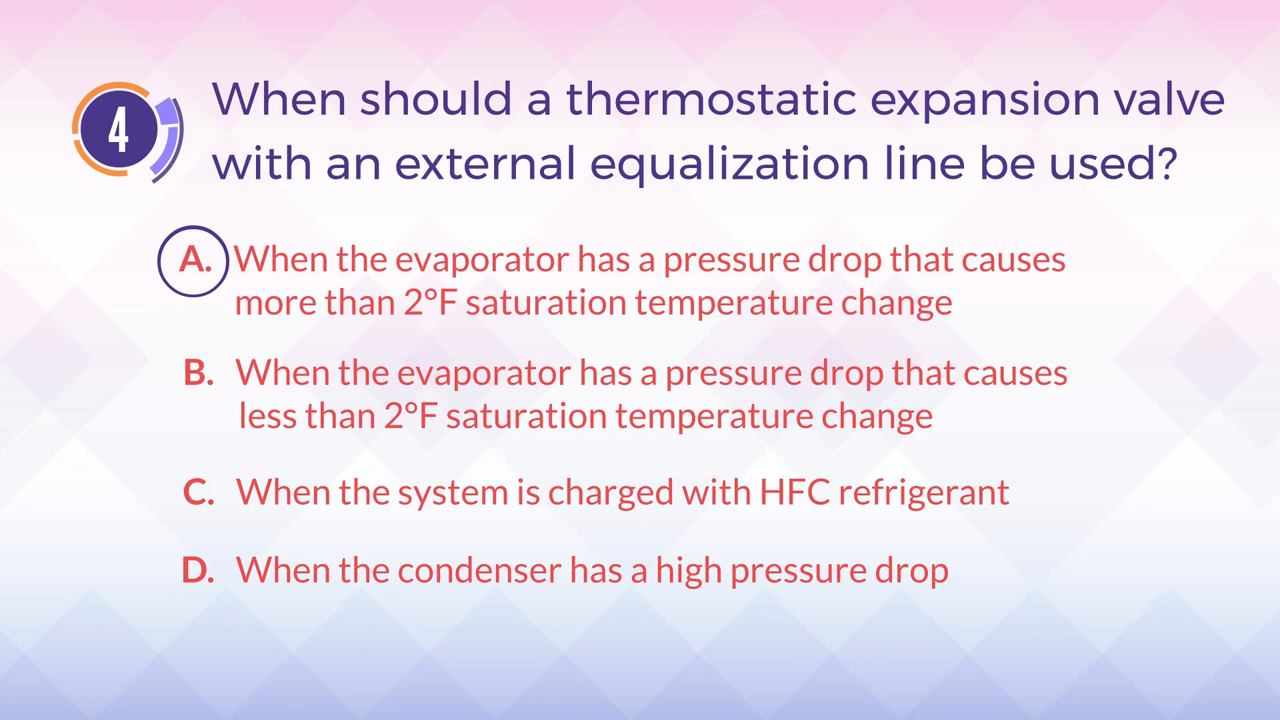 4
When should a thermostatic expansion valve
with an external equalization line be used?
A. When the evaporator has a pressure drop that causes
more than 2°F saturation temperature change
B. When the evaporator has a pressure drop that causes
less than 2°F saturation temperature change
C. When the system is charged with HFC refrigerant
D. When the condenser has a high pressure drop